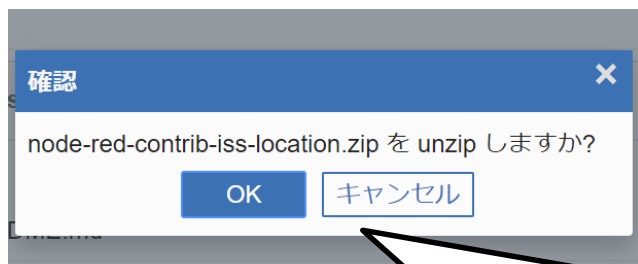 確認
×
node-red-contrib-iss-location.zip を unzip しますか?
OK キャンセル